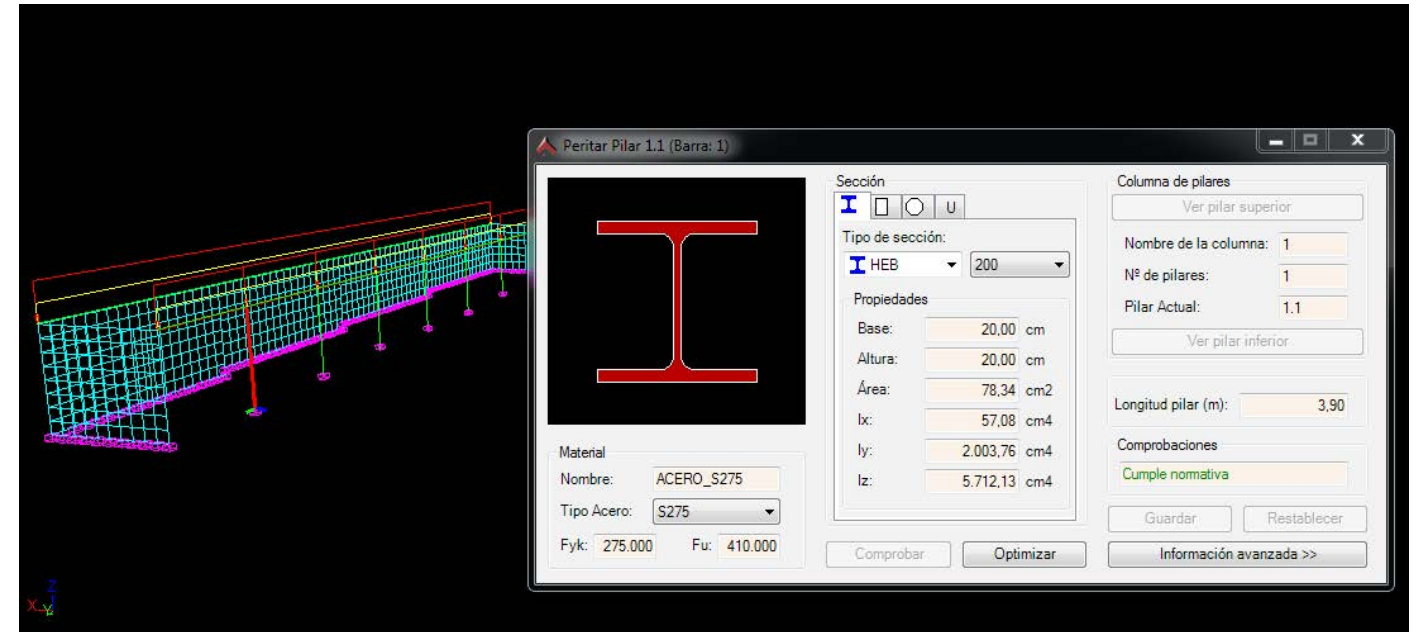 Peritar Pilar 1.1 (Barra: 1)
Sección
U
Tipo de sección:
HEB 200
Propiedades
Base: 20,00 cm
Altura: 20,00 cm
Área: 78,34 cm2
Ix: 57,08 cm4
Iy: 2.003,76 cm4
Iz: 5.712,13 cm4
Material
Nombre: ACERO_S275
Tipo Acero: S275
Fyk: 275.000 Fu: 410.000
Comprobar Optimizar
Columna de pilares
Ver pilar superior
Nombre de la columna: 1
Nº de pilares: 1
Pilar Actual: 1.1
Ver pilar inferior
Longitud pilar (m): 3,90
Comprobaciones
Cumple normativa
Guardar Restablecer
Información avanzada >>
Z
X Y